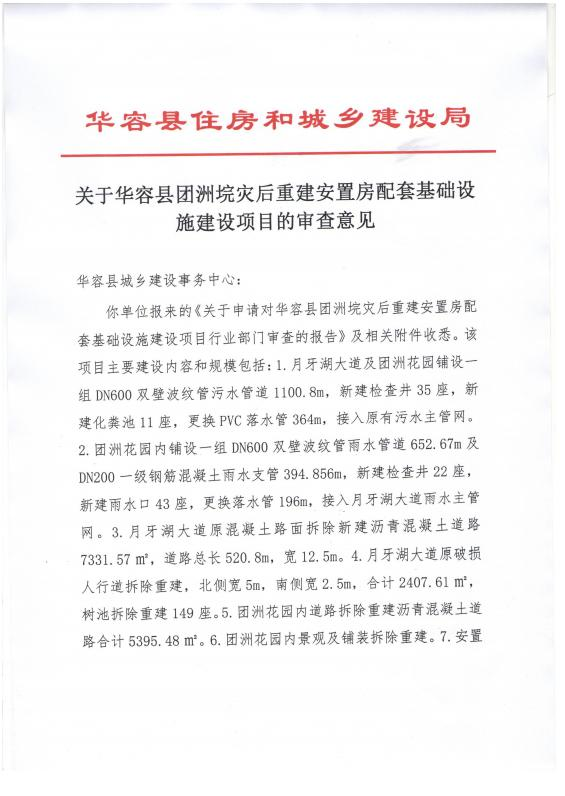 华容县住房和城乡建设局
关于华容县团洲垸灾后重建安置房配套基础设
施建设项目的审查意见
华容县城乡建设事务中心：
你单位报来的《关于申请对华容县团洲垸灾后重建安置房配
套基础设施建设项目行业部门审查的报告》及相关附件收悉。该
项目主要建设内容和规模包括：1.月牙湖大道及团洲花园铺设一
组 DN600 双壁波纹管污水管道 1100.8m，新建检查井 35 座，新
建化粪池 11 座，更换 PVC 落水管 364m，接入原有污水主管网。
2.团洲花园内铺设一组 DN600 双壁波纹管雨水管道 652.67m 及
DN200 一级钢筋混凝土雨水支管 394.856m，新建检查井 22 座，
新建雨水口 43 座，更换落水管 196m，接入月牙湖大道雨水主管
网。3.月牙湖大道原混凝土路面拆除新建沥青混凝土道路
7331.57 ㎡，道路总长 520.8m，宽 12.5m。4.月牙湖大道原破损
人行道拆除重建，北侧宽 5m，南侧宽 2.5m，合计 2407.61 ㎡，
树池拆除重建 149 座。5.团洲花园内道路拆除重建沥青混凝土道
路合计 5395.48 ㎡。6.团洲花园内景观及铺装拆除重建。7.安置